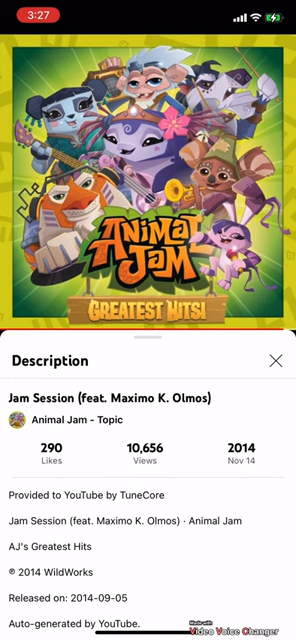 3:27
ANIMAL
JAM
GREATEST HITS!
Description
Jam Session (feat. Maximo K. Olmos)
Animal Jam - Topic
290 10,656 2014
Likes Views Nov 14
Provided to YouTube by TuneCore
Jam Session (feat. Maximo K. Olmos) · Animal Jam
AJ's Greatest Hits
℗ 2014 WildWorks
Released on: 2014-09-05
Auto-generated by YouTube.
Made with
Video Voice Changer